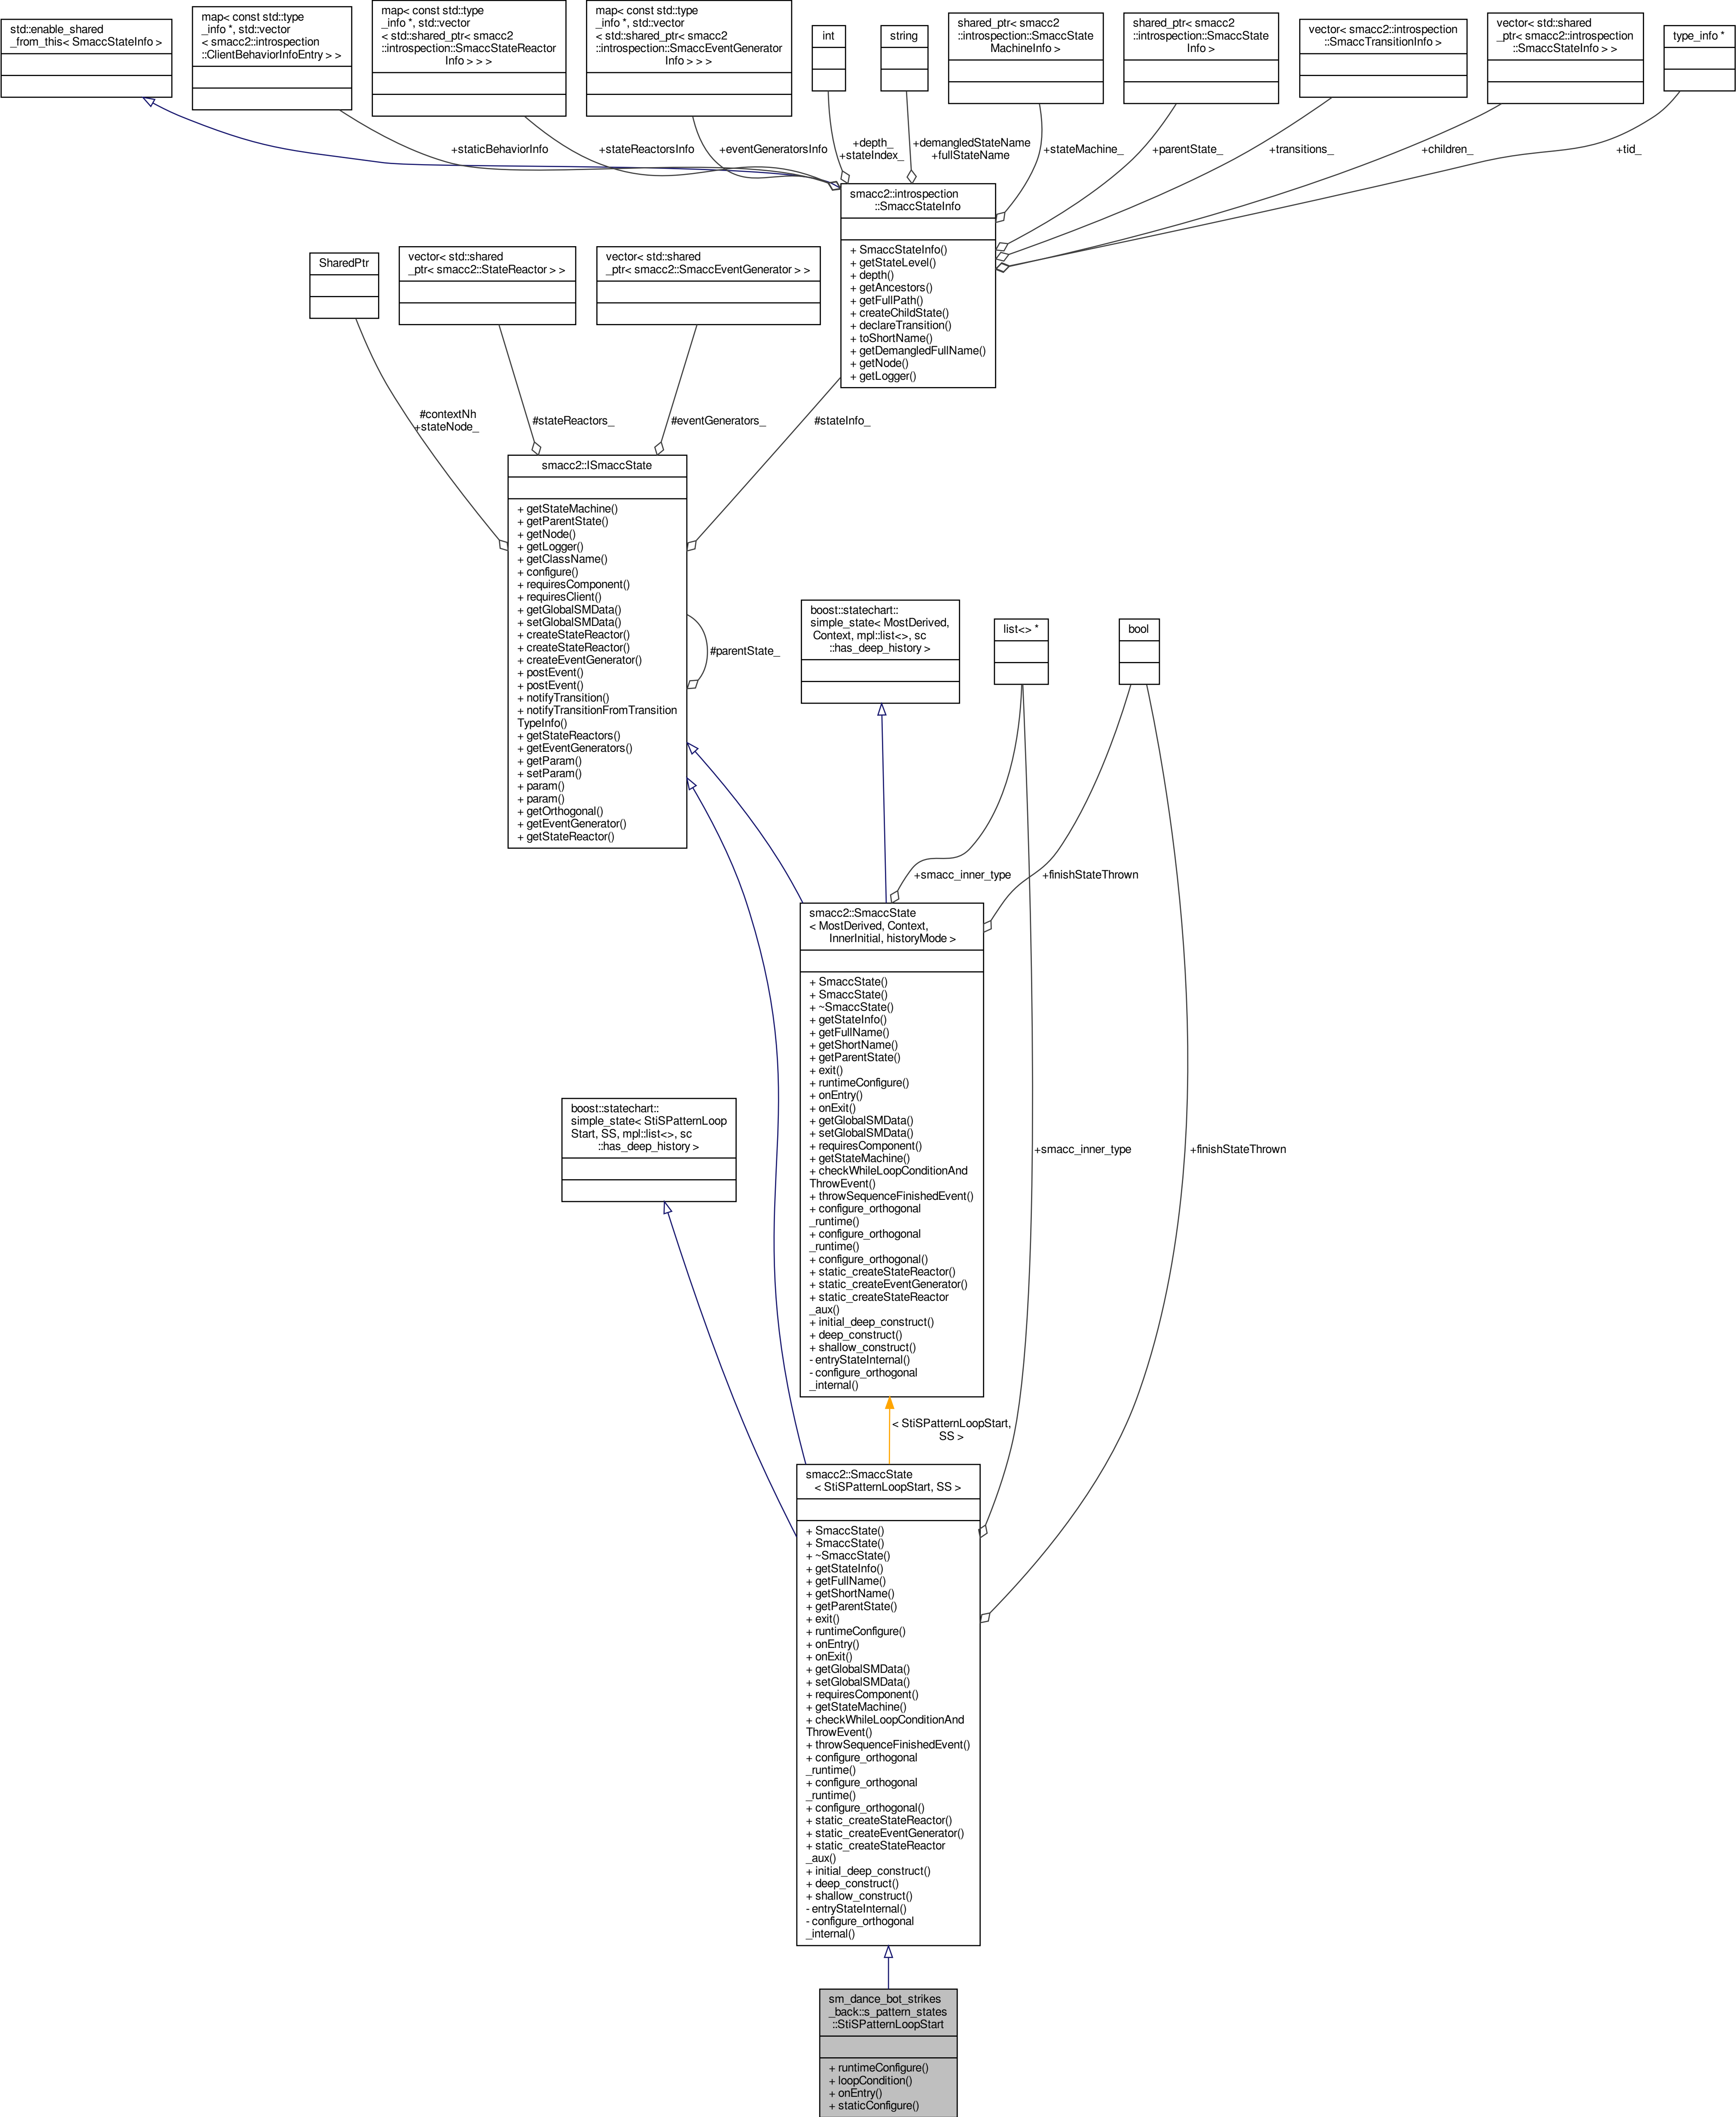 std::enable_shared
_from_this< SmaccStateInfo >
map< const std::type
_info *, std::vector
< smacc2::introspection
::ClientBehaviorInfoEntry > >
map< const std::type
_info *, std::vector
< std::shared_ptr< smacc2
::introspection::SmaccStateReactor
Info > > >
map< const std::type
_info *, std::vector
< std::shared_ptr< smacc2
::introspection::SmaccEventGenerator
Info > > >
int
string
shared_ptr< smacc2
::introspection::SmaccState
MachineInfo >
shared_ptr< smacc2
::introspection::SmaccState
Info >
vector< smacc2::introspection
::SmaccTransitionInfo >
vector< std::shared
_ptr< smacc2::introspection
::SmaccStateInfo > >
type_info *
+staticBehaviorInfo
+stateReactorsInfo
+eventGeneratorsInfo
+depth_
+stateIndex_
+demangledStateName
+fullStateName
+stateMachine_
+parentState_
+transitions_
+children_
+tid_
smacc2::introspection
::SmaccStateInfo
+ SmaccStateInfo()
+ getStateLevel()
+ depth()
+ getAncestors()
+ getFullPath()
+ createChildState()
+ declareTransition()
+ toShortName()
+ getDemangledFullName()
+ getNode()
+ getLogger()
SharedPtr
vector< std::shared
_ptr< smacc2::StateReactor > >
vector< std::shared
_ptr< smacc2::SmaccEventGenerator > >
#contextNh
+stateNode_
#stateReactors_
#eventGenerators_
#stateInfo_
smacc2::ISmaccState
+ getStateMachine()
+ getParentState()
+ getNode()
+ getLogger()
+ getClassName()
+ configure()
+ requiresComponent()
+ requiresClient()
+ getGlobalSMData()
+ setGlobalSMData()
+ createStateReactor()
+ createStateReactor()
+ createEventGenerator()
+ postEvent()
+ postEvent()
+ notifyTransition()
+ notifyTransitionFromTransition
TypeInfo()
+ getStateReactors()
+ getEventGenerators()
+ getParam()
+ setParam()
+ param()
+ param()
+ getOrthogonal()
+ getEventGenerator()
+ getStateReactor()
#parentState_
boost::statechart::
simple_state< MostDerived,
Context, mpl::list<>, sc
::has_deep_history >
list<> *
bool
+smacc_inner_type
+finishStateThrown
smacc2::SmaccState
< MostDerived, Context,
InnerInitial, historyMode >
+ SmaccState()
+ SmaccState()
+ ~SmaccState()
+ getStateInfo()
+ getFullName()
+ getShortName()
+ getParentState()
+ exit()
+ runtimeConfigure()
+ onEntry()
+ onExit()
+ getGlobalSMData()
+ setGlobalSMData()
+ requiresComponent()
+ getStateMachine()
+ checkWhileLoopConditionAnd
ThrowEvent()
+ throwSequenceFinishedEvent()
+ configure_orthogonal
_runtime()
+ configure_orthogonal
_runtime()
+ configure_orthogonal()
+ static_createStateReactor()
+ static_createEventGenerator()
+ static_createStateReactor
_aux()
+ initial_deep_construct()
+ deep_construct()
+ shallow_construct()
- entryStateInternal()
- configure_orthogonal
_internal()
boost::statechart::
simple_state< StiSPatternLoop
Start, SS, mpl::list<>, sc
::has_deep_history >
+smacc_inner_type
+finishStateThrown
< StiSPatternLoopStart,
SS >
smacc2::SmaccState
< StiSPatternLoopStart, SS >
+ SmaccState()
+ SmaccState()
+ ~SmaccState()
+ getStateInfo()
+ getFullName()
+ getShortName()
+ getParentState()
+ exit()
+ runtimeConfigure()
+ onEntry()
+ onExit()
+ getGlobalSMData()
+ setGlobalSMData()
+ requiresComponent()
+ getStateMachine()
+ checkWhileLoopConditionAnd
ThrowEvent()
+ throwSequenceFinishedEvent()
+ configure_orthogonal
_runtime()
+ configure_orthogonal
_runtime()
+ configure_orthogonal()
+ static_createStateReactor()
+ static_createEventGenerator()
+ static_createStateReactor
_aux()
+ initial_deep_construct()
+ deep_construct()
+ shallow_construct()
- entryStateInternal()
- configure_orthogonal
_internal()
sm_dance_bot_strikes
_back::s_pattern_states
::StiSPatternLoopStart
+ runtimeConfigure()
+ loopCondition()
+ onEntry()
+ staticConfigure()